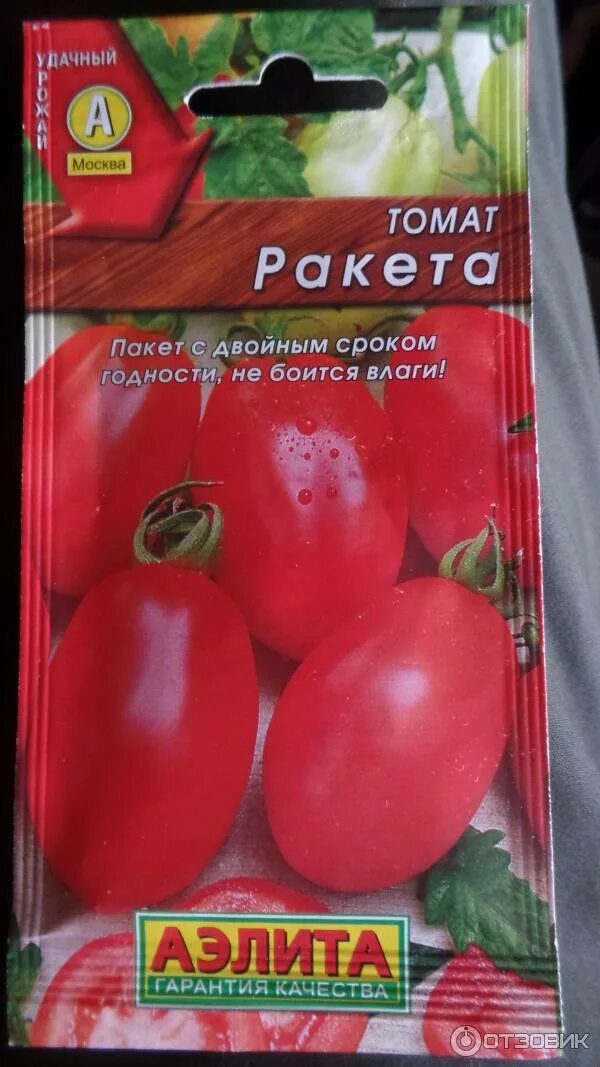 УДАЧНЫЙ
УРОЖАЙ
А
Москва
ТОМАТ
Ракета
Пакет с двойным сроком
годности, не боится влаги!
АЭЛИТА
ГАРАНТИЯ КАЧЕСТВА
ОТЗОВИК